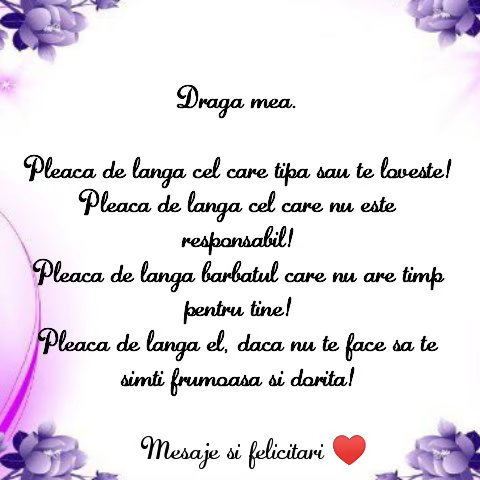 Draga mea.
Pleaca de langa cel care tipa sau te loveste!
Pleaca de langa cel care nu este
responsabil!
Pleaca de langa barbatul care nu are timp
pentru tine!
Pleaca de langa el, daca nu te face sa te
simti frumoasa si dorita!
Mesaje si felicitari ❤️